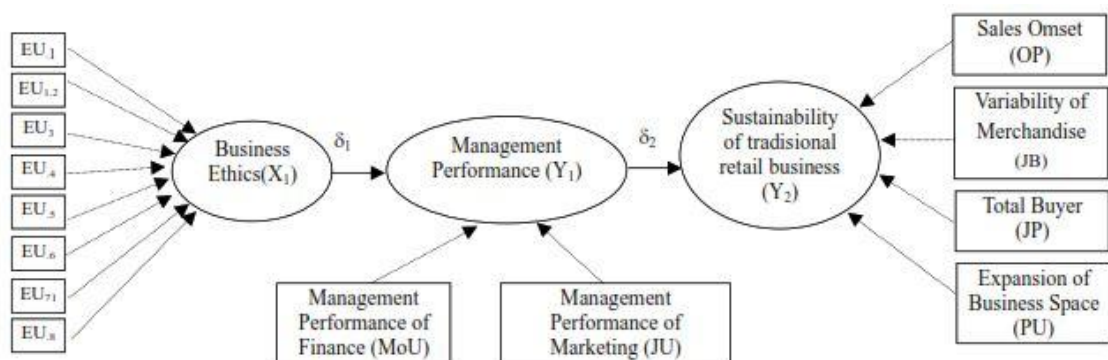 EU.1
EU1.2
EU3
EU.4
EU.5
EU.6
EU71
EU.8
Business
Ethics(X1)
δ1
Management
Performance (Y1)
δ2
Sustainability
of tradisional
retail business
(Y2)
Sales Omset
(OP)
Variability of
Merchandise
(JB)
Total Buyer
(JP)
Expansion of
Business Space
(PU)
Management
Performance of
Finance (MoU)
Management
Performance of
Marketing (JU)